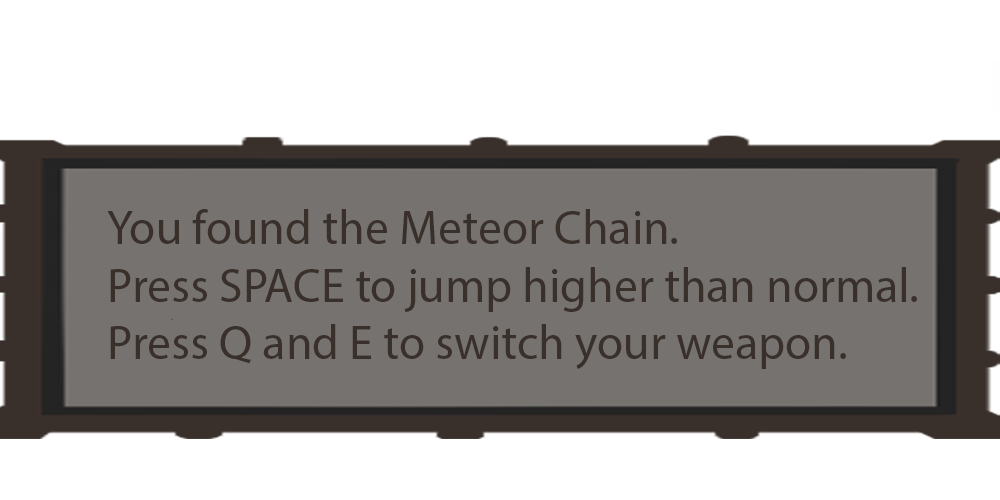 You found the Meteor Chain.
Press SPACE to jump higher than normal.
Press Q and E to switch your weapon.